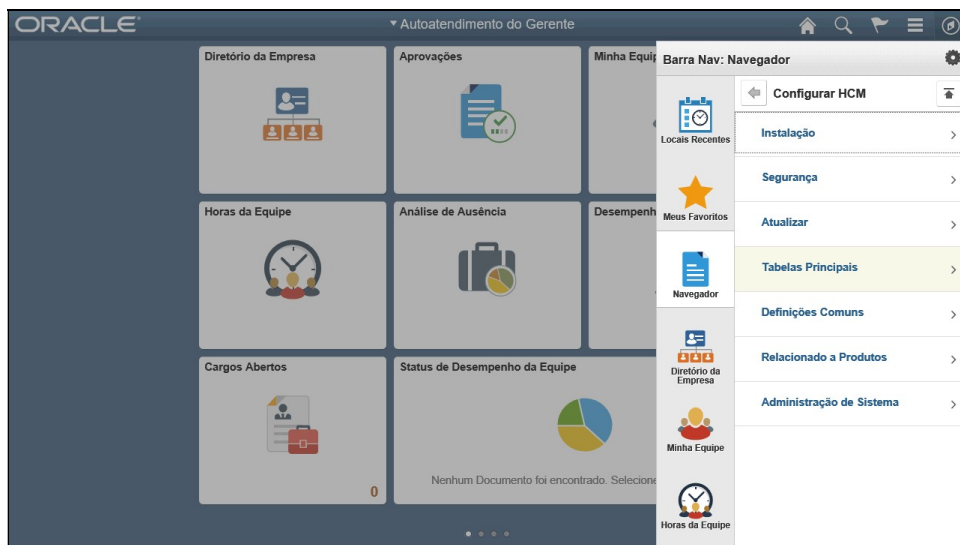 ORACLE
Autoatendimento do Gerente
Diretório da Empresa
Aprovações
Minha Equip
Horas da Equipe
Análise de Ausência
Desempenh
Cargos Abertos
0
Status de Desempenho da Equipe
Nenhum Documento foi encontrado. Selecione
Barra Nav: Navegador
Locais Recentes
Meus Favoritos
Navegador
Diretório da
Empresa
Minha Equipe
Horas da Equipe
Configurar HCM
Instalação
Segurança
Atualizar
Tabelas Principais
Definições Comuns
Relacionado a Produtos
Administração de Sistema